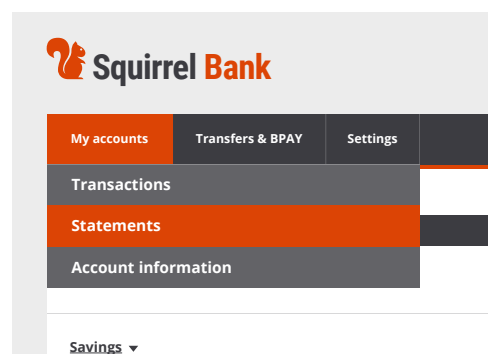 Squirrel Bank
My accounts Transfers & BPAY Settings
Transactions
Statements
Account information
Savings